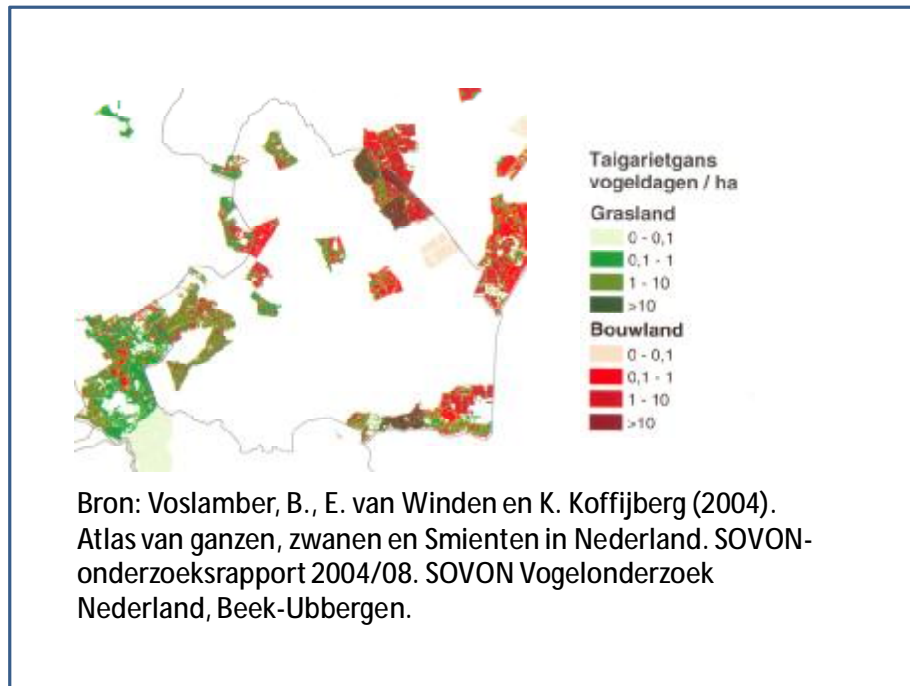 Taigarietgans
vogeldagen / ha
Grasland
0 - 0,1
0,1 - 1
1 - 10
>10
Bouwland
0 - 0,1
0,1 - 1
1 - 10
>10
Bron: Voslamber, B., E. van Winden en K. Koffijberg (2004).
Atlas van ganzen, zwanen en Smienten in Nederland. SOVON-
onderzoeksrapport 2004/08. SOVON Vogelonderzoek
Nederland, Beek-Ubbergen.